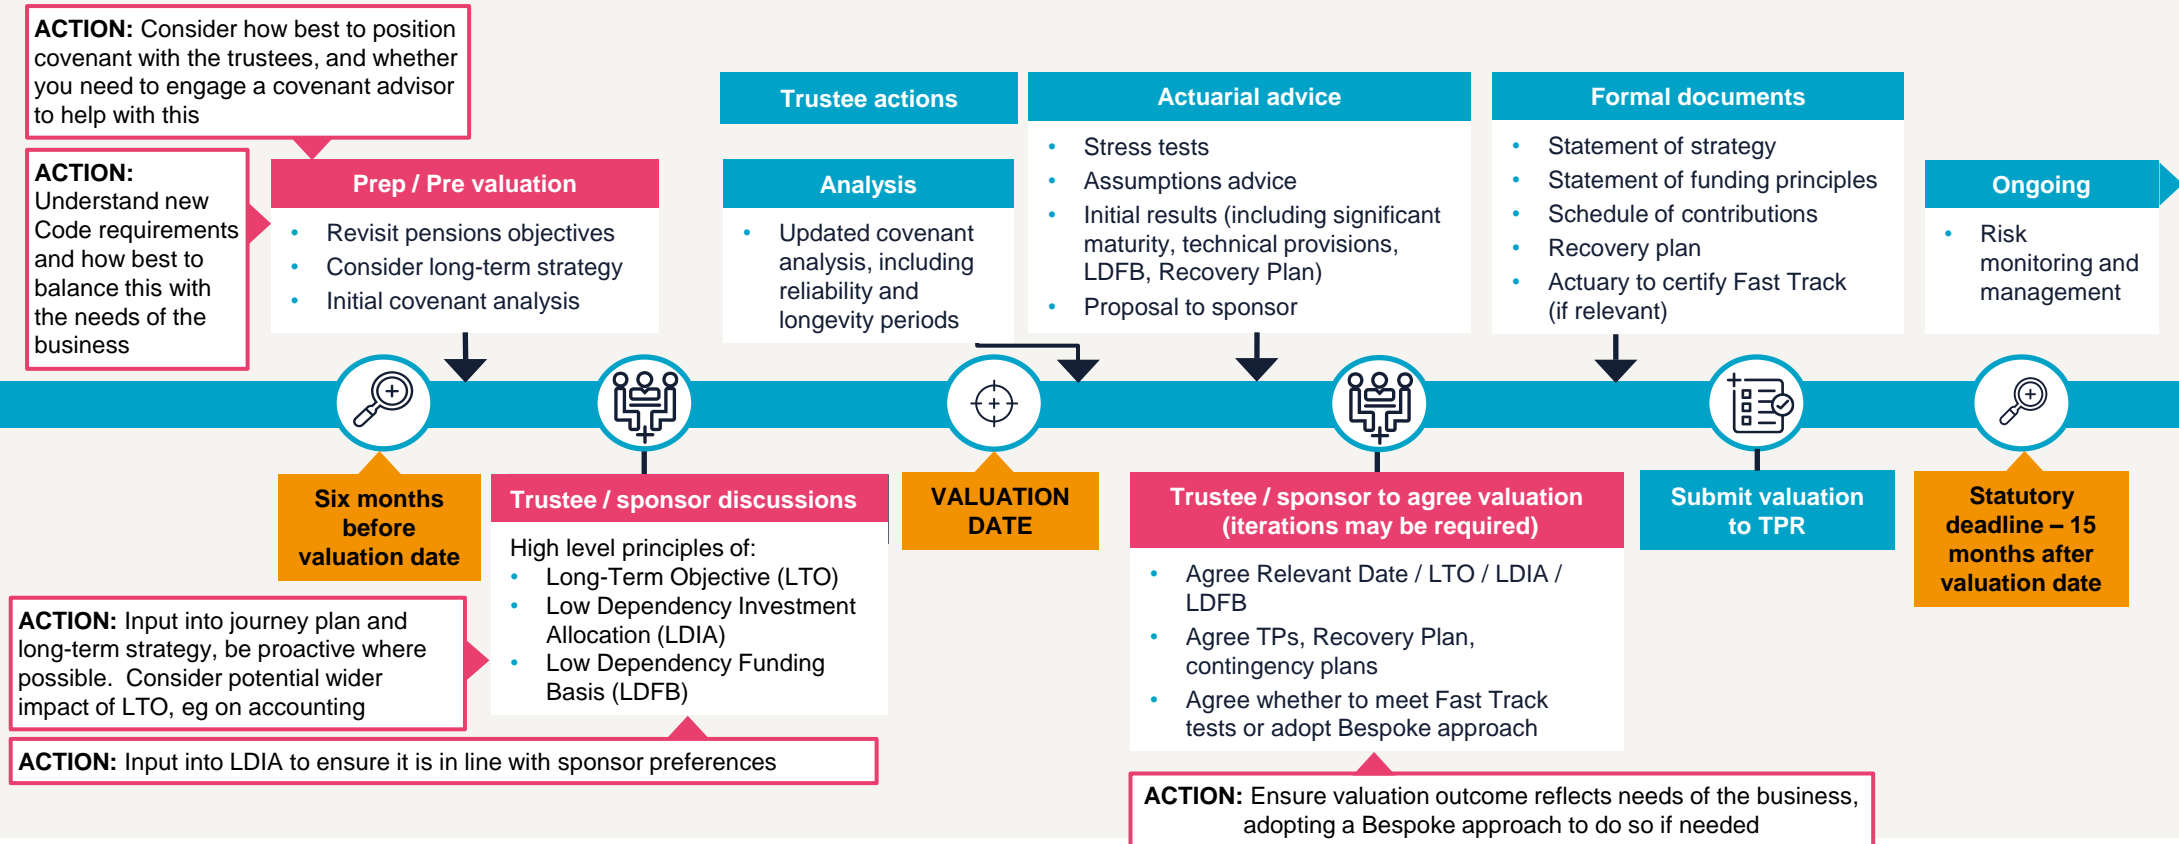 ACTION: Consider how best to position
covenant with the trustees, and whether
you need to engage a covenant advisor
to help with this
ACTION:
Understand new
Code requirements
and how best to
balance this with
the needs of the
business
Prep / Pre valuation
• Revisit pensions objectives
• Consider long-term strategy
• Initial covenant analysis
Trustee actions
Analysis
• Updated covenant
analysis, including
reliability and
longevity periods
Actuarial advice
• Stress tests
• Assumptions advice
• Initial results (including significant
maturity, technical provisions,
LDFB, Recovery Plan)
• Proposal to sponsor
Formal documents
• Statement of strategy
• Statement of funding principles
• Schedule of contributions
• Recovery plan
• Actuary to certify Fast Track
(if relevant)
Ongoing
• Risk
monitoring and
management
Six months
before
valuation date
Trustee / sponsor discussions
High level principles of:
• Long-Term Objective (LTO)
• Low Dependency Investment
Allocation (LDIA)
• Low Dependency Funding
Basis (LDFB)
VALUATION
DATE
Trustee / sponsor to agree valuation
(iterations may be required)
• Agree Relevant Date / LTO / LDIA /
LDFB
• Agree TPs, Recovery Plan,
contingency plans
• Agree whether to meet Fast Track
tests or adopt Bespoke approach
Submit valuation
to TPR
Statutory
deadline – 15
months after
valuation date
ACTION: Input into journey plan and
long-term strategy, be proactive where
possible.  Consider potential wider
impact of LTO, eg on accounting
ACTION: Input into LDIA to ensure it is in line with sponsor preferences
ACTION: Ensure valuation outcome reflects needs of the business,
adopting a Bespoke approach to do so if needed